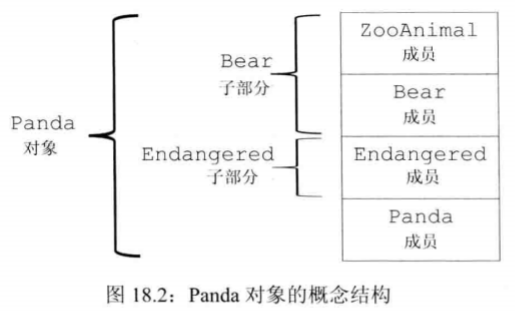 ZooAnimal
成员
Bear
子部分
Bear
成员
Panda
对象
Endangered
子部分
Endangered
成员
Panda
成员
图 18.2：Panda 对象的概念结构